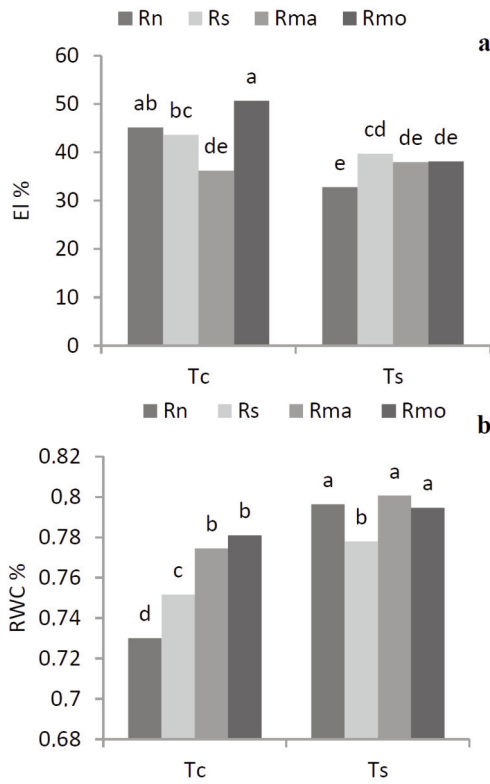 Rn Rs Rma Rmo
a
60
50
40
30
20
10
0
EI %
ab bc de a
e cd de de
Tc Ts
Rn Rs Rma Rmo
b
0.82
0.8
0.78
0.76
0.74
0.72
0.7
0.68
RWC %
d c b b
a b a a
Tc Ts